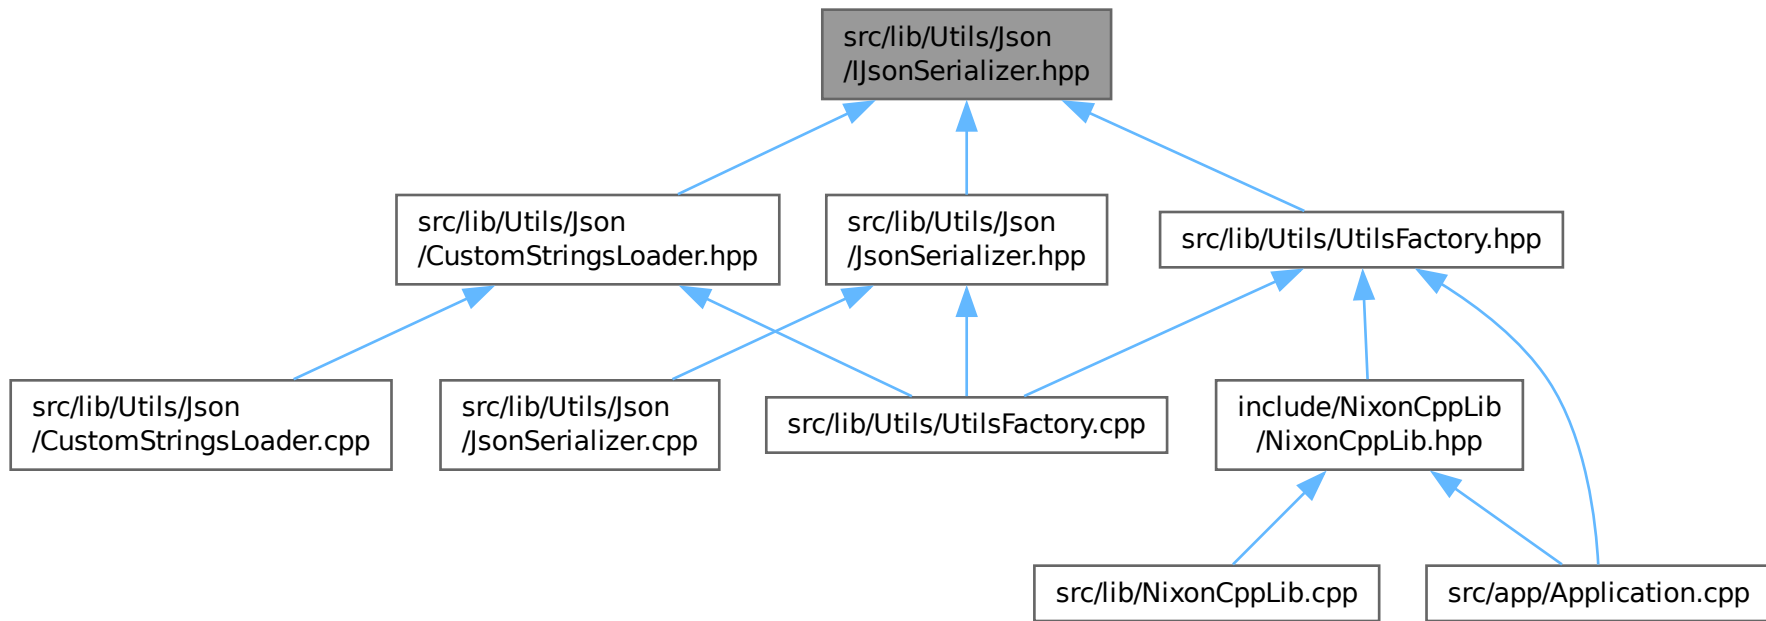 src/lib/Utils/Json
/IJsonSerializer.hpp
src/lib/Utils/Json
/CustomStringsLoader.hpp
src/lib/Utils/Json
/JsonSerializer.hpp
src/lib/Utils/UtilsFactory.hpp
src/lib/Utils/Json
/CustomStringsLoader.cpp
src/lib/Utils/Json
/JsonSerializer.cpp
src/lib/Utils/UtilsFactory.cpp
include/NixonCppLib
/NixonCppLib.hpp
src/lib/NixonCppLib.cpp
src/app/Application.cpp